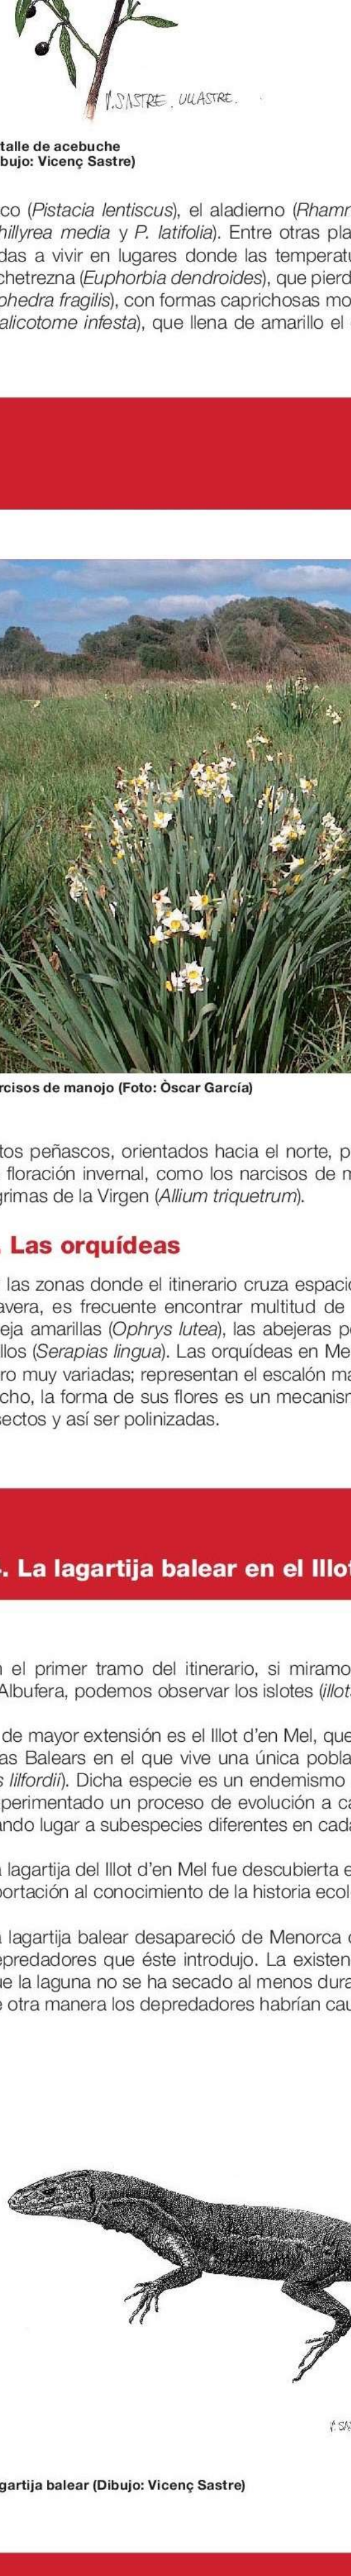 V. SASTRE. ULLASTRE.
talle de acebuche
bujo: Vicenç Sastre)
co (Pistacia lentiscus), el aladierno (Rhamr
hillyrea media y P. latifolia). Entre otras pla
das a vivir en lugares donde las temperatu
chetrezna (Euphorbia dendroides), que pierd
phedra fragilis), con formas caprichosas mo
alicotome infesta), que llena de amarillo el
rcisos de manojo (Foto: Òscar García)
tos peñascos, orientados hacia el norte, p
floración invernal, como los narcisos de m
grimas de la Virgen (Allium triquetrum).
. Las orquídeas
las zonas donde el itinerario cruza espacio
avera, es frecuente encontrar multitud de
eja amarillas (Ophrys lutea), las abejeras p
llos (Serapias lingua). Las orquídeas en Me
ro muy variadas; representan el escalón má
cho, la forma de sus flores es un mecanism
sectos y así ser polinizadas.
. La lagartija balear en el Illot
n el primer tramo del itinerario, si miramo
Albufera, podemos observar los islotes (illot
de mayor extensión es el Illot d'en Mel, que
as Balears en el que vive una única pobla
s lilfordii). Dicha especie es un endemismo
perimentado un proceso de evolución a ca
ando lugar a subespecies diferentes en cada
a lagartija del Illot d'en Mel fue descubierta e
portación al conocimiento de la historia ecol
a lagartija balear desapareció de Menorca c
epredadores que éste introdujo. La existen
ue la laguna no se ha secado al menos dura
e otra manera los depredadores habrían cau
V. SA
gartija balear (Dibujo: Vicenç Sastre)